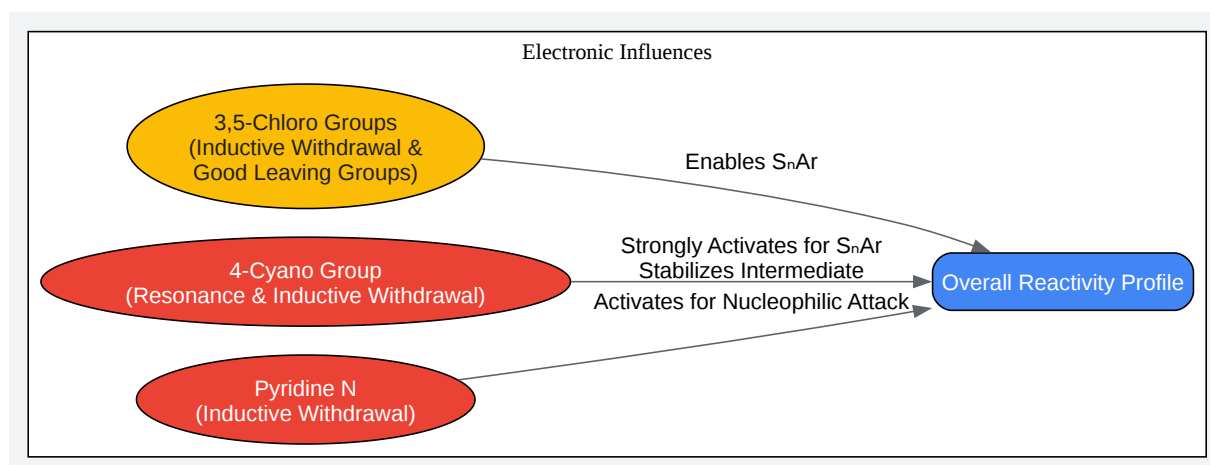 Electronic Influences
3,5-Chloro Groups
(Inductive Withdrawal &
Good Leaving Groups)
Enables SₙAr
4-Cyano Group
(Resonance & Inductive Withdrawal)
Strongly Activates for SₙAr
Stabilizes Intermediate
Overall Reactivity Profile
Activates for Nucleophilic Attack
Pyridine N
(Inductive Withdrawal)